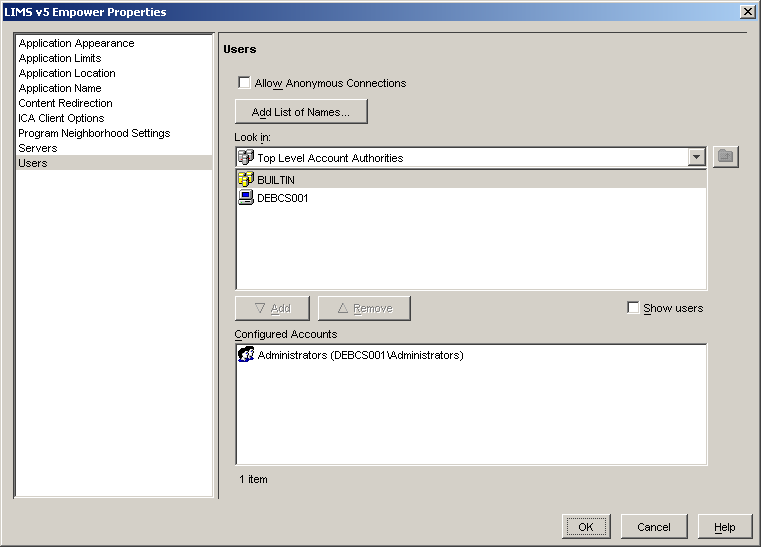 LIMS v5 Empower Properties
Application Appearance
Application Limits
Application Location
Application Name
Content Redirection
ICA Client Options
Program Neighborhood Settings
Servers
Users
Users
Allow Anonymous Connections
Add List of Names...
Look in:
Top Level Account Authorities
BUILTIN
DEBCS001
Add
Remove
Show users
Configured Accounts
Administrators (DEBCS001\Administrators)
1 item
OK
Cancel
Help